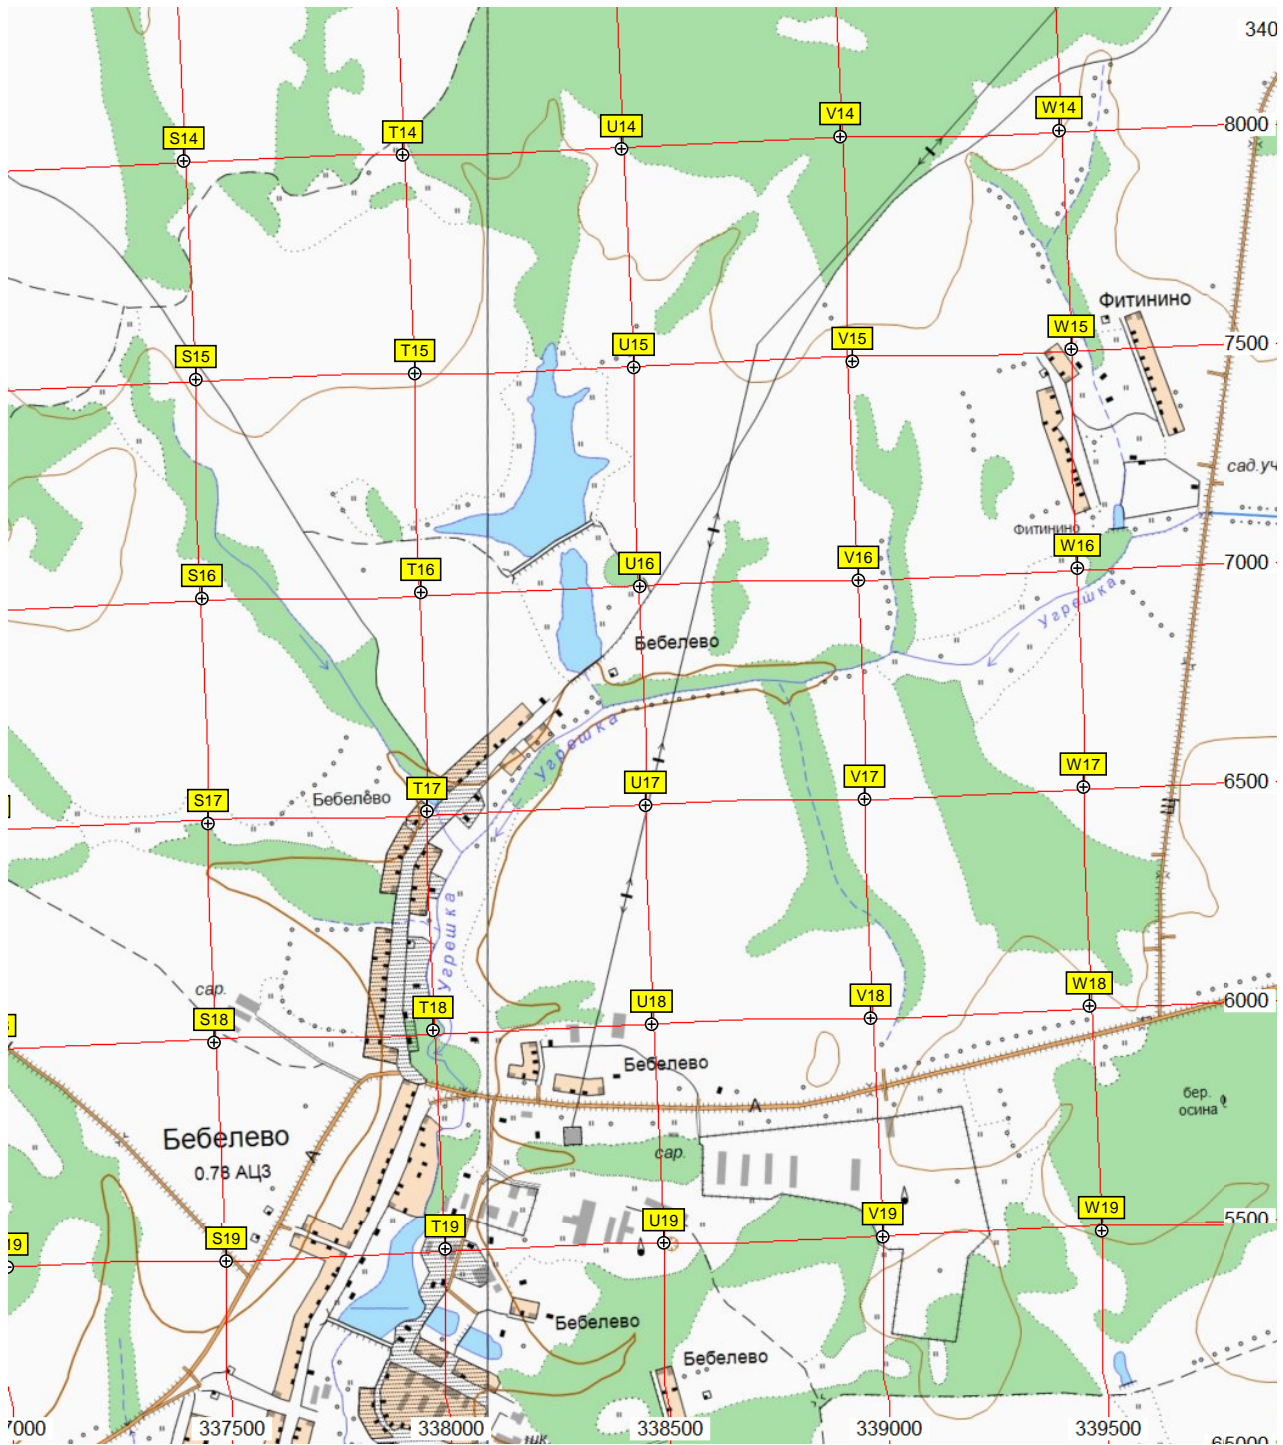 340
S14
T14
U14
V14
W14
8000
Фитинино
S15
T15
U15
V15
W15
7500
сад.уч
Фитинино
S16
T16
U16
V16
W16
7000
Угрешка
Бебелево
Угрешка
Бебелево
S17
T17
U17
V17
W17
6500
Угрешка
сар.
S18
T18
U18
V18
W18
6000
Бебелево
бер.
осина
А
Бебелево
0.78 АЦЗ
А
сар.
19
S19
T19
U19
V19
W19
5500
Бебелево
Бебелево
7000
337500
338000
338500
339000
339500
шк.
65000